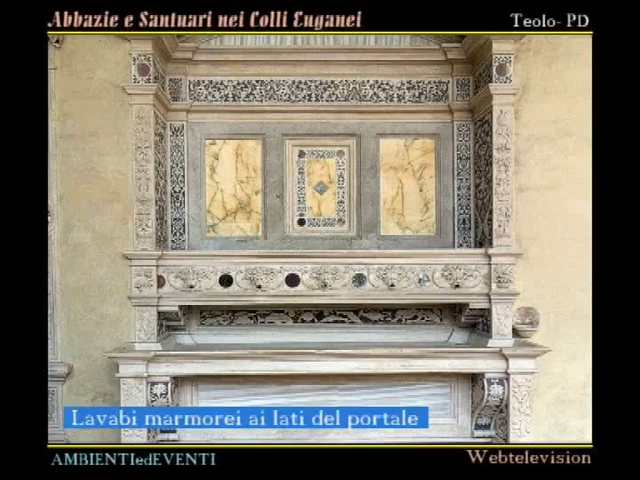 Abbazie e Santuari nei Colli Euganei
Teolo- PD
Lavabi marmorei ai lati del portale
AMBIENTIedEVENTI
Webtelevision